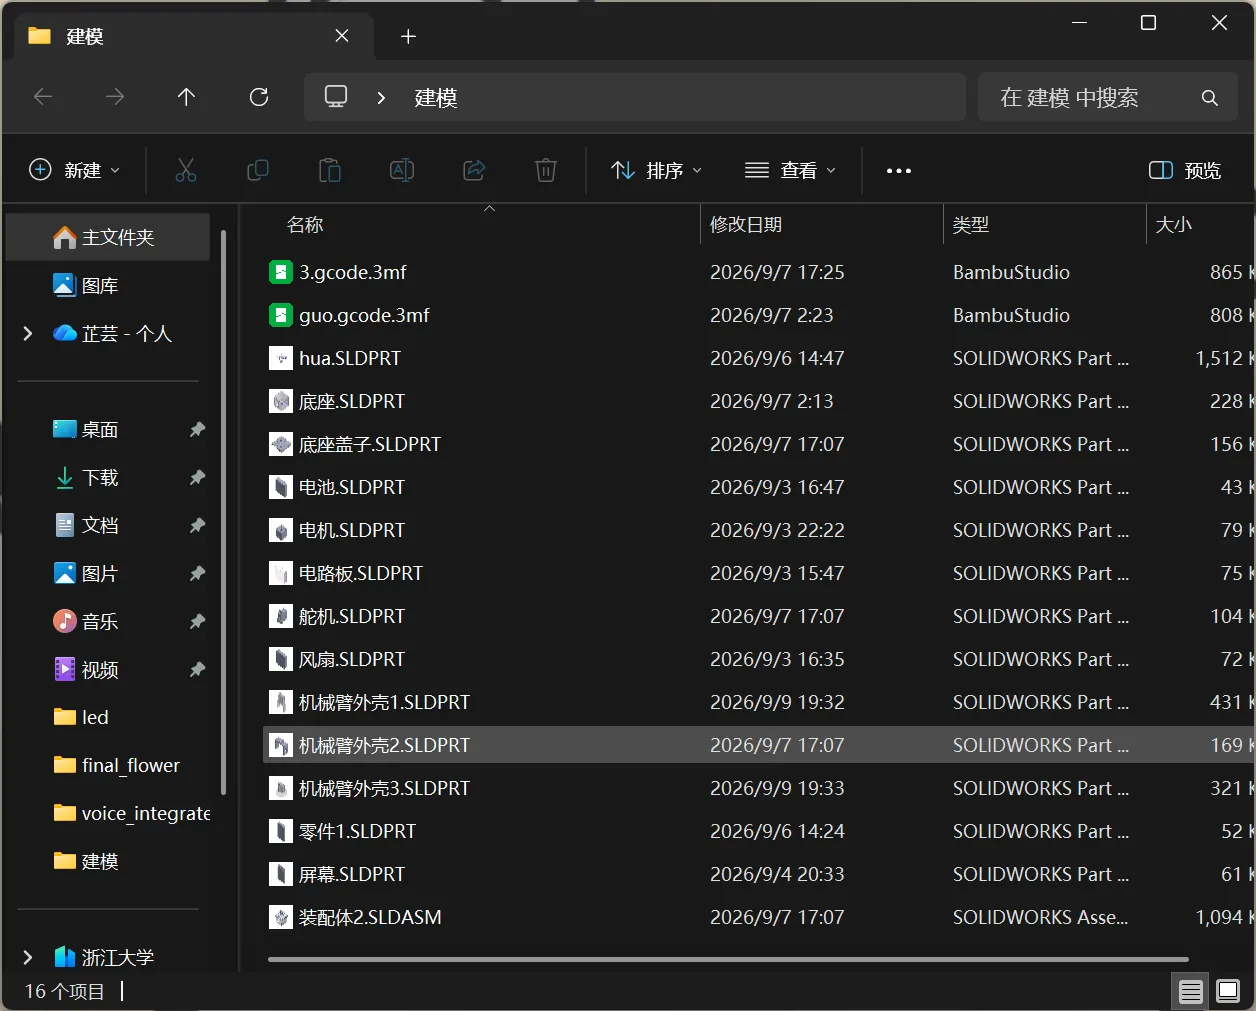 建模
建模
在 建模 中搜索
新建
排序
查看
预览
名称
修改日期
类型
大小
主文件夹
图库
芷芸 - 个人
桌面
下载
文档
图片
音乐
视频
led
final_flower
voice_integrate
建模
浙江大学
3.gcode.3mf 2026/9/7 17:25 BambuStudio 865 K
guo.gcode.3mf 2026/9/7 2:23 BambuStudio 808 K
hua.SLDPRT 2026/9/6 14:47 SOLIDWORKS Part ... 1,512 K
底座.SLDPRT 2026/9/7 2:13 SOLIDWORKS Part ... 228 K
底座盖子.SLDPRT 2026/9/7 17:07 SOLIDWORKS Part ... 156 K
电池.SLDPRT 2026/9/3 16:47 SOLIDWORKS Part ... 43 K
电机.SLDPRT 2026/9/3 22:22 SOLIDWORKS Part ... 79 K
电路板.SLDPRT 2026/9/3 15:47 SOLIDWORKS Part ... 75 K
舵机.SLDPRT 2026/9/7 17:07 SOLIDWORKS Part ... 104 K
风扇.SLDPRT 2026/9/3 16:35 SOLIDWORKS Part ... 72 K
机械臂外壳1.SLDPRT 2026/9/9 19:32 SOLIDWORKS Part ... 431 K
机械臂外壳2.SLDPRT 2026/9/7 17:07 SOLIDWORKS Part ... 169 K
机械臂外壳3.SLDPRT 2026/9/9 19:33 SOLIDWORKS Part ... 321 K
零件1.SLDPRT 2026/9/6 14:24 SOLIDWORKS Part ... 52 K
屏幕.SLDPRT 2026/9/4 20:33 SOLIDWORKS Part ... 61 K
装配体2.SLDASM 2026/9/7 17:07 SOLIDWORKS Asse... 1,094 K
16 个项目